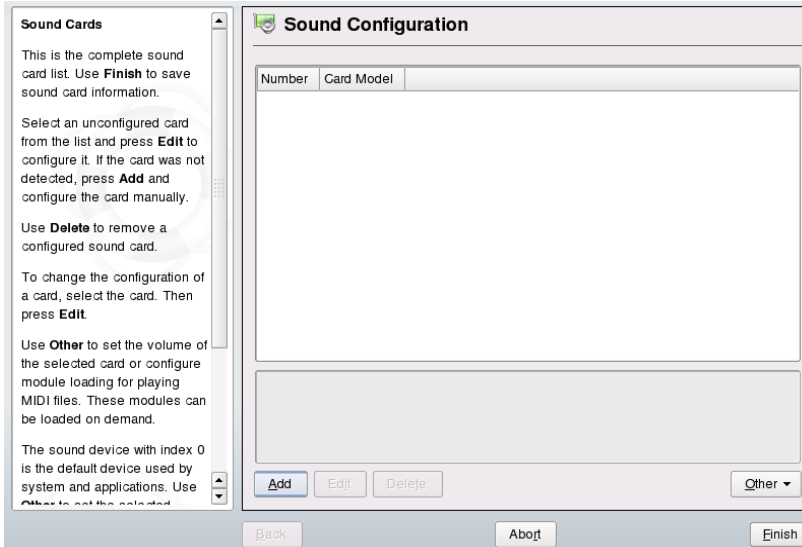 Sound Cards
This is the complete sound
card list. Use Finish to save
sound card information.
Select an unconfigured card
from the list and press Edit to
configure it. If the card was not
detected, press Add and
configure the card manually.
Use Delete to remove a
configured sound card.
To change the configuration of
a card, select the card. Then
press Edit.
Use Other to set the volume of
the selected card or configure
module loading for playing
MIDI files. These modules can
be loaded on demand.
The sound device with index 0
is the default device used by
system and applications. Use
Other to set the selected
Sound Configuration
Number Card Model
Add Edit Delete Other
Back Abort Finish